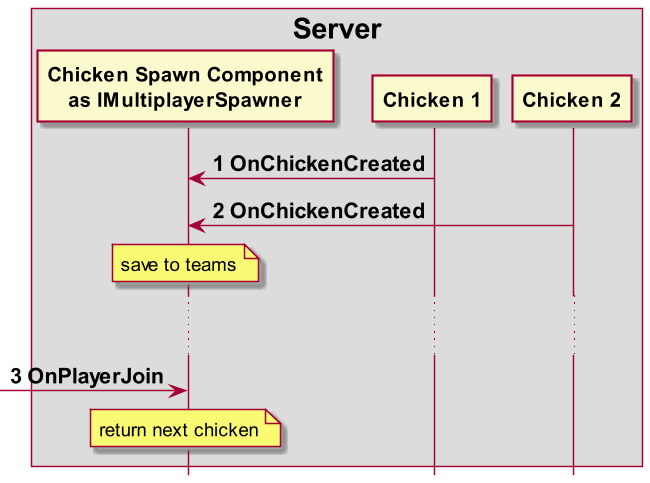 Server
Chicken Spawn Component
as IMultiplayerSpawner
Chicken 1
Chicken 2
1 OnChickenCreated
2 OnChickenCreated
save to teams
3 OnPlayerJoin
return next chicken